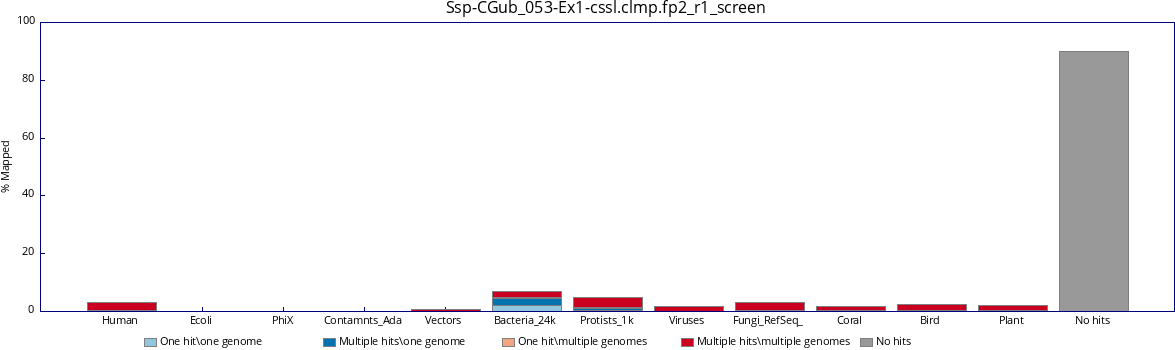 Ssp-CGub_053-Ex1-cssl.clmp.fp2_r1_screen
100
80
60
40
20
0
% Mapped
Human Ecoli PhiX Contamnts_Ada Vectors Bacteria_24k Protists_1k Viruses Fungi_RefSeq_ Coral Bird Plant No hits
One hit\one genome Multiple hits\one genome One hit\multiple genomes Multiple hits\multiple genomes No hits